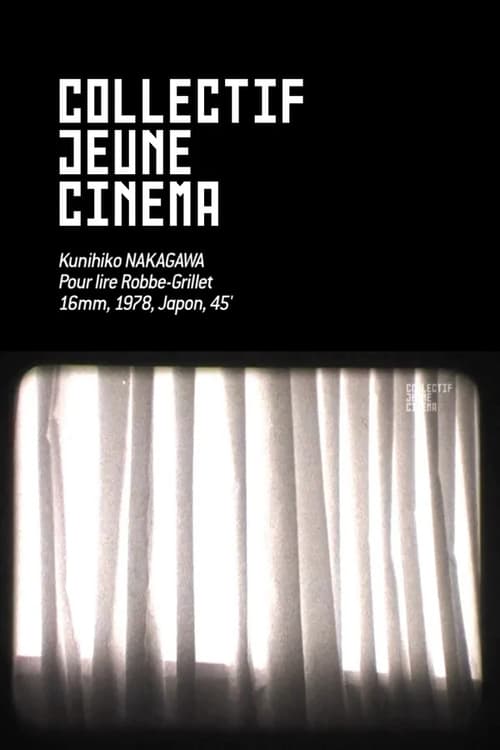 COLLECTIF
JEUNE
CINEMA
Kunihiko NAKAGAWA
Pour lire Robbe-Grillet
16mm, 1978, Japon, 45'
COLLECTIF
JEUNE
CINEMA